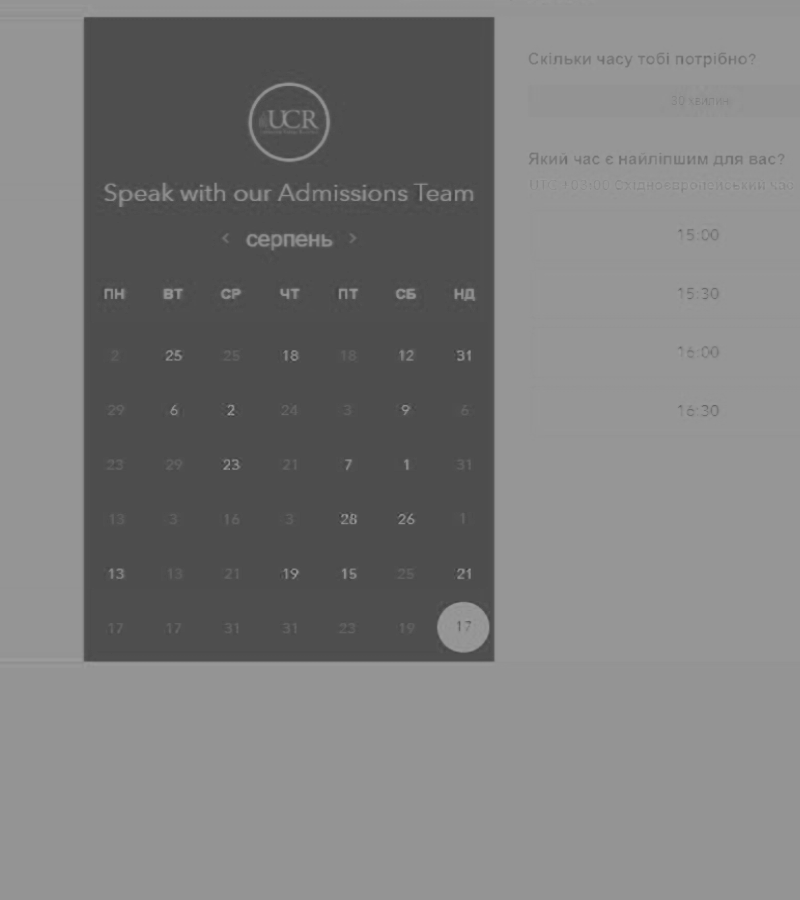 UCR
Speak with our Admissions Team
< серпень >
ПН ВТ СР ЧТ ПТ СБ НД
2 25 25 18 18 12 31
29 6 2 24 3 9 6
23 29 23 21 7 1 31
13 3 16 3 28 26 1
13 13 21 19 15 25 21
17 17 31 31 23 19 17
Скільки часу тобі потрібно?
30 хвилин
Який час є найліпшим для вас?
Східноєвропейський час
15:00
15:30
16:00
16:30